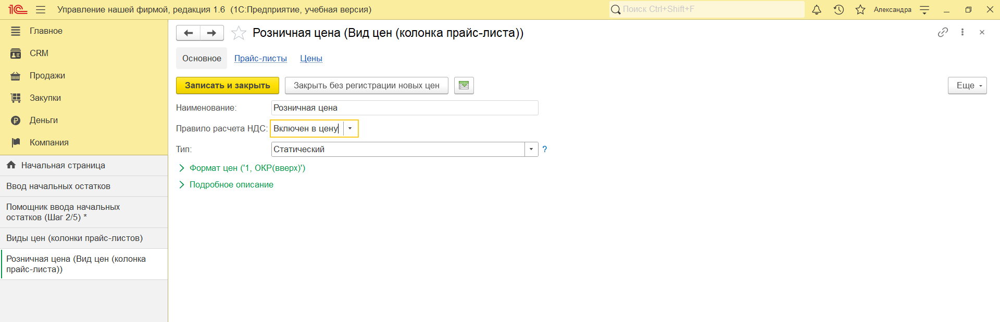 1С Управление нашей фирмой, редакция 1.6 (1С:Предприятие, учебная версия) Поиск Ctrl+Shift+F Александра
Главное
CRM
Продажи
Закупки
Деньги
Компания
Начальная страница
Ввод начальных остатков
Помощник ввода начальных
остатков (Шаг 2/5) *
Виды цен (колонки прайс-листов)
Розничная цена (Вид цен (колонка
прайс-листа))
Розничная цена (Вид цен (колонка прайс-листа))
Основное Прайс-листы Цены
Записать и закрыть Закрыть без регистрации новых цен Еще
Наименование: Розничная цена
Правило расчета НДС: Включен в цену
Тип: Статический ?
Формат цен ('1, ОКР(вверх)')
Подробное описание